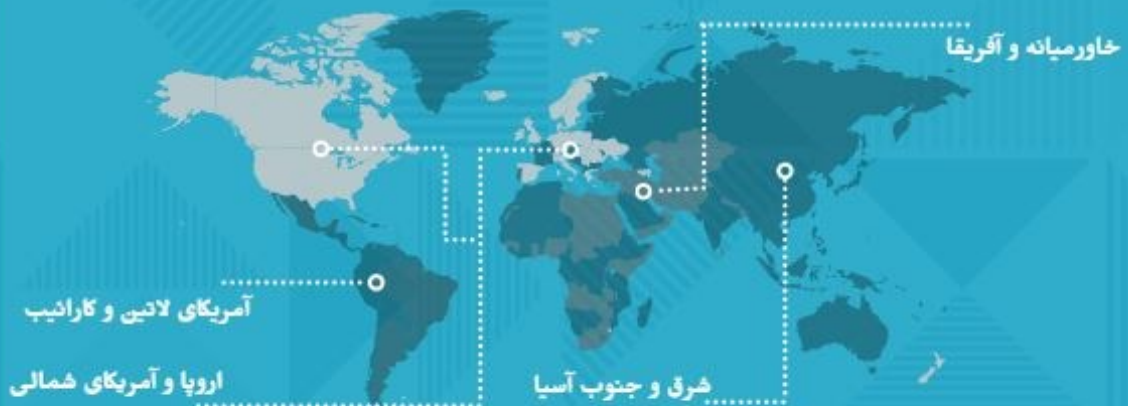 خاورمیانه و آفریقا
آمریکای لاتین و کارائیب
اروپا و آمریکای شمالی
شرق و جنوب آسیا